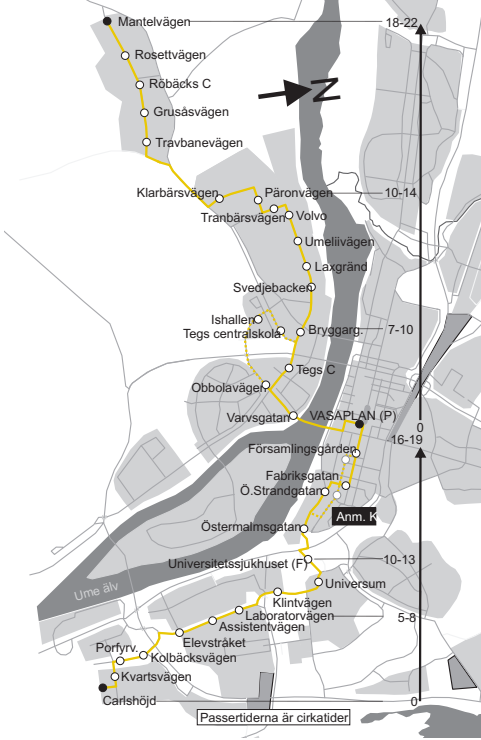 Mantelvägen 18-22
Rosettvägen
Röbäcks C
Grusåsvägen
Travbanevägen
N
Klarbärsvägen
Päronvägen 10-14
Tranbärsvägen
Volvo
Umeliivägen
Laxgränd
Svedjebacken
Ishallen
Tegs centralskola
Bryggarg. 7-10
Tegs C
Obbolavägen
Varvsgatan
VASAPLAN (P)
0
16-19
Församlingsgården
Fabriksgatan
Ö.Strandgatan
Anm. K
Östermalmsgatan
Universitetssjukhuset (F) 10-13
Universum
Ume älv
Klintvägen
Laboratorvägen 5-8
Assistentvägen
Elevstråket
Porfyrv.
Kolbäcksvägen
Kvartsvägen
Carlshöjd 0
Passertiderna är cirkatider